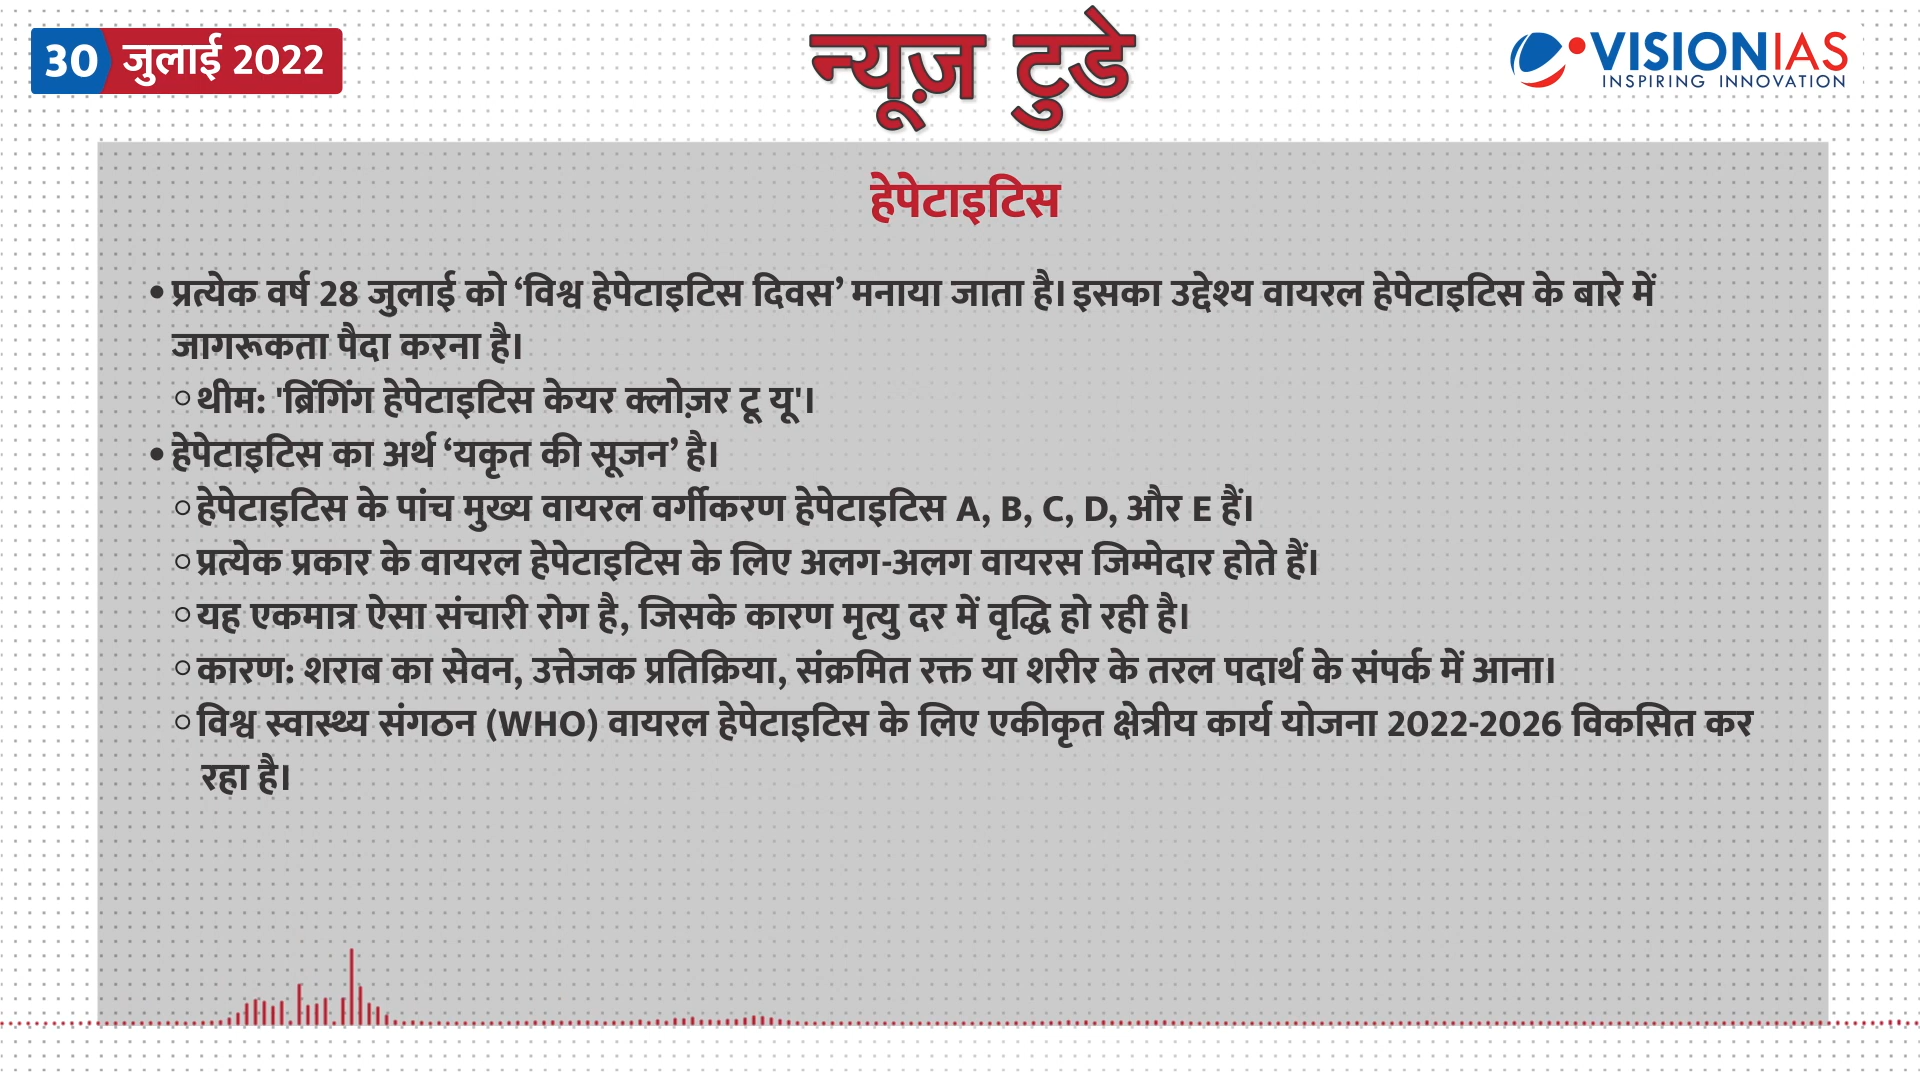 30 जुलाई 2022
न्यूज़ टुडे
VISIONIAS
INSPIRING INNOVATION
हेपेटाइटिस
• प्रत्येक वर्ष 28 जुलाई को ‘विश्व हेपेटाइटिस दिवस’ मनाया जाता है। इसका उद्देश्य वायरल हेपेटाइटिस के बारे में
जागरूकता पैदा करना है।
○ थीम: 'ब्रिंगिंग हेपेटाइटिस केयर क्लोज़र टू यू'।
• हेपेटाइटिस का अर्थ ‘यकृत की सूजन’ है।
○ हेपेटाइटिस के पांच मुख्य वायरल वर्गीकरण हेपेटाइटिस A, B, C, D, और E हैं।
○ प्रत्येक प्रकार के वायरल हेपेटाइटिस के लिए अलग-अलग वायरस जिम्मेदार होते हैं।
○ यह एकमात्र ऐसा संचारी रोग है, जिसके कारण मृत्यु दर में वृद्धि हो रही है।
○ कारण: शराब का सेवन, उत्तेजक प्रतिक्रिया, संक्रमित रक्त या शरीर के तरल पदार्थ के संपर्क में आना।
○ विश्व स्वास्थ्य संगठन (WHO) वायरल हेपेटाइटिस के लिए एकीकृत क्षेत्रीय कार्य योजना 2022-2026 विकसित कर
रहा है।